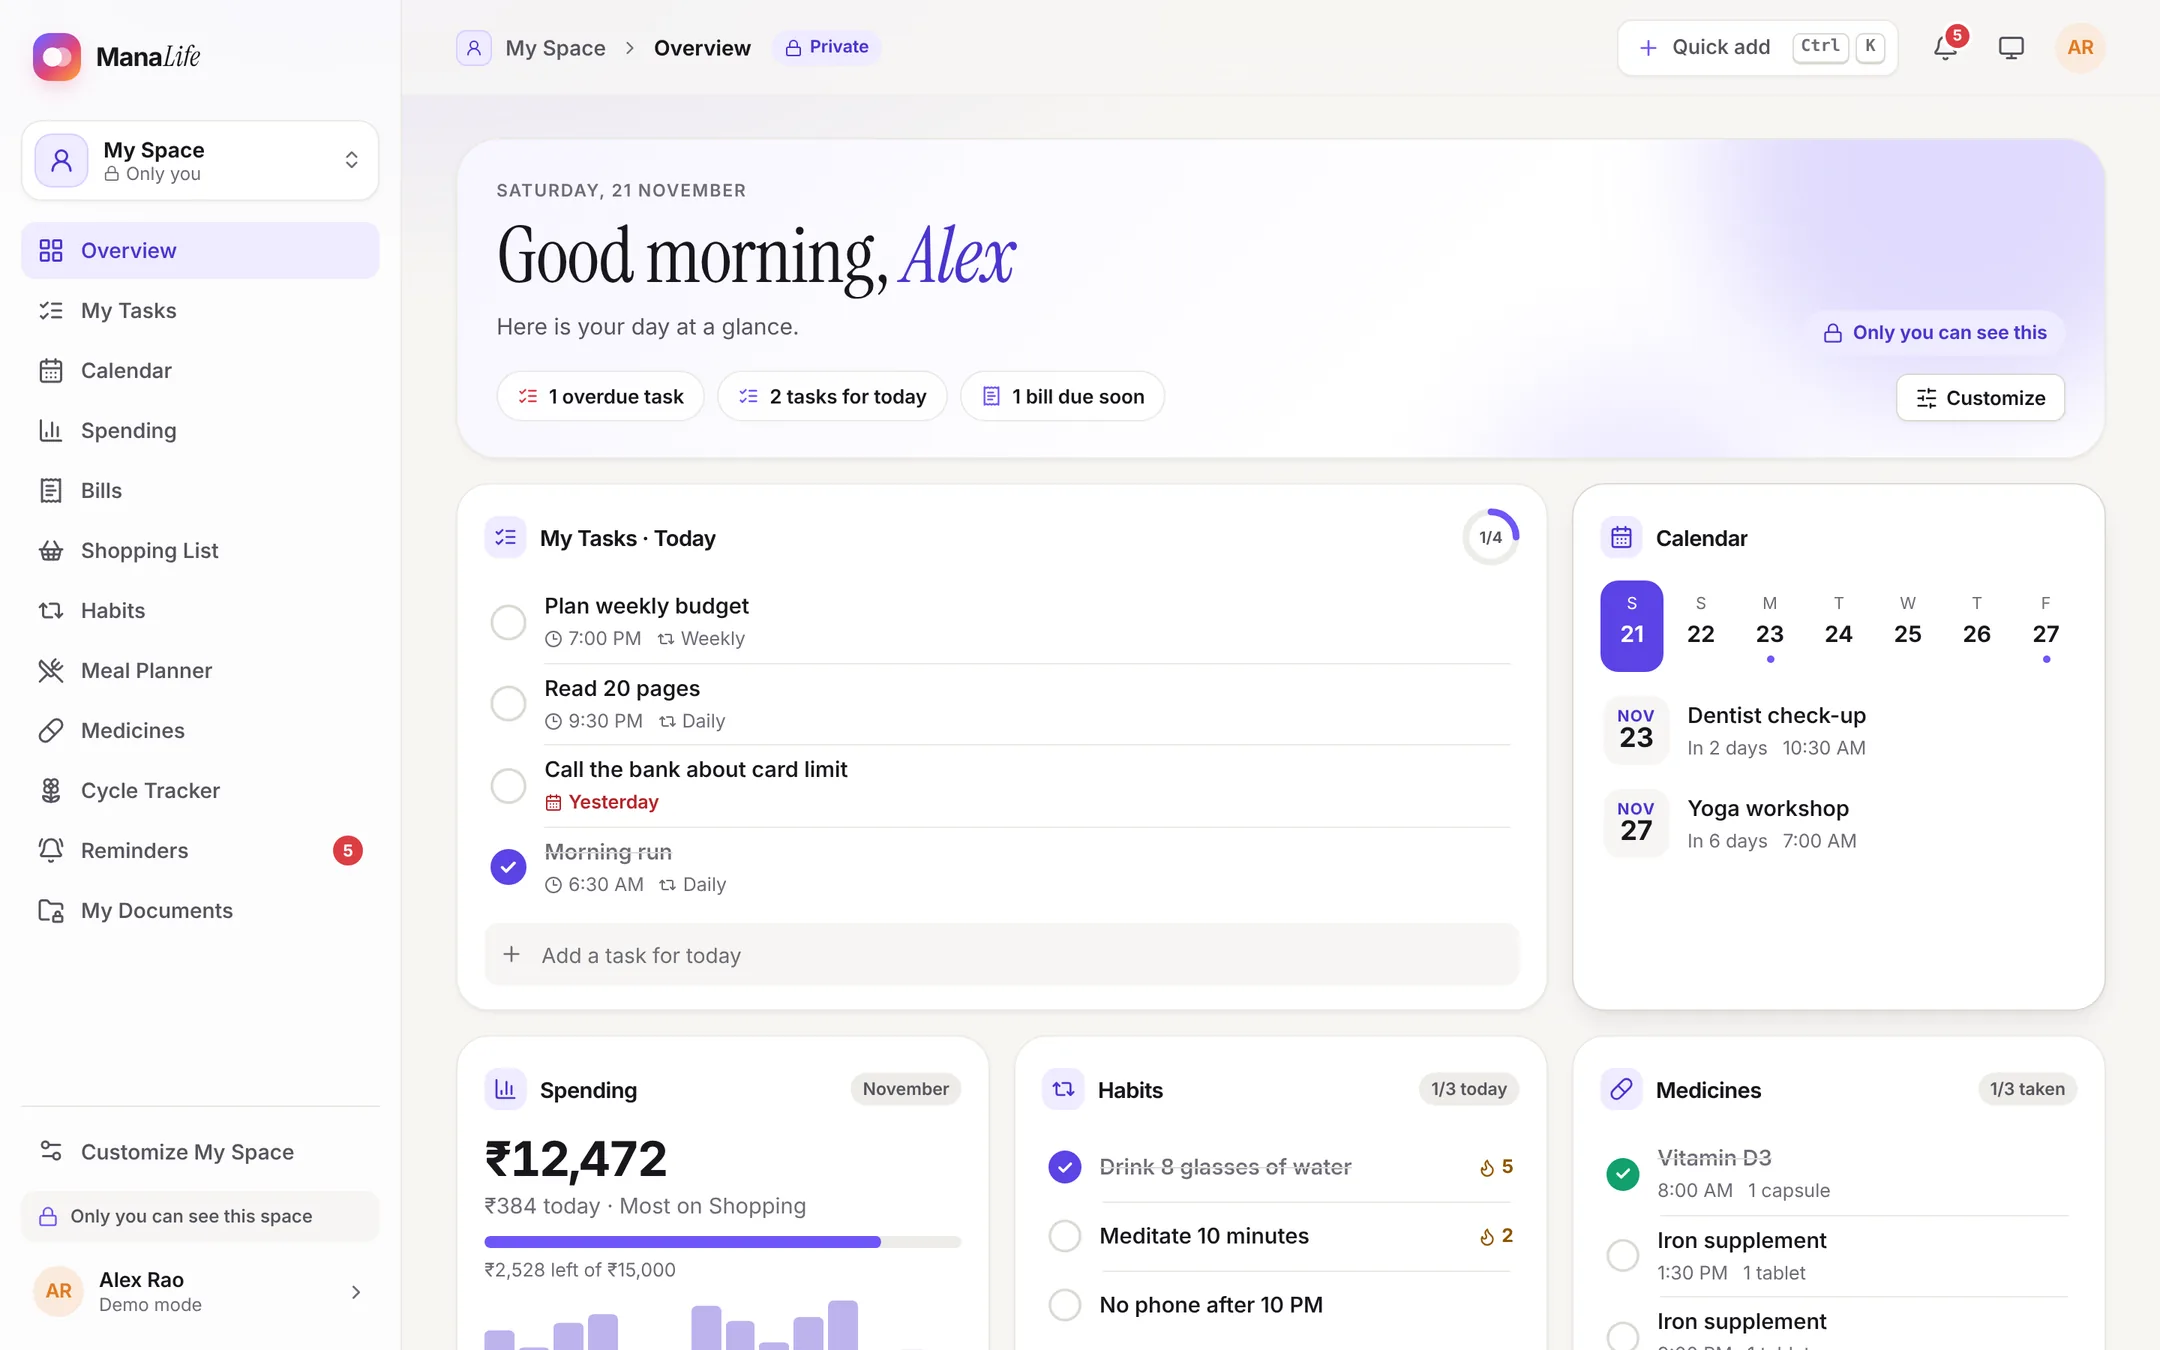 ManaLife
My Space
Only you
Overview
My Tasks
Calendar
Spending
Bills
Shopping List
Habits
Meal Planner
Medicines
Cycle Tracker
Reminders 5
My Documents
Customize My Space
Only you can see this space
AR
Alex Rao
Demo mode
My Space > Overview Private
Quick add Ctrl K
5
AR
SATURDAY, 21 NOVEMBER
Good morning, Alex
Here is your day at a glance.
1 overdue task 2 tasks for today 1 bill due soon
Only you can see this
Customize
My Tasks · Today 1/4
Plan weekly budget
7:00 PM Weekly
Read 20 pages
9:30 PM Daily
Call the bank about card limit
Yesterday
Morning run
6:30 AM Daily
+ Add a task for today
Calendar
S S M T W T F
21 22 23 24 25 26 27
NOV 23
Dentist check-up
In 2 days 10:30 AM
NOV 27
Yoga workshop
In 6 days 7:00 AM
Spending November
₹12,472
₹384 today · Most on Shopping
₹2,528 left of ₹15,000
Habits 1/3 today
Drink 8 glasses of water 5
Meditate 10 minutes 2
No phone after 10 PM
Medicines 1/3 taken
Vitamin D3
8:00 AM 1 capsule
Iron supplement
1:30 PM 1 tablet
Iron supplement